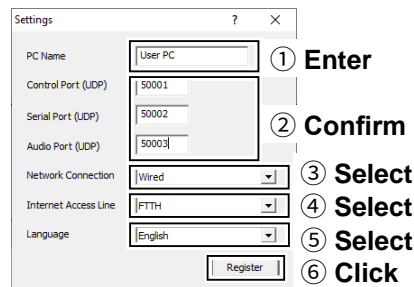 Settings ? ×
PC Name User PC ① Enter
Control Port (UDP) 50001
Serial Port (UDP) 50002 ② Confirm
Audio Port (UDP) 50003
Network Connection Wired ③ Select
Internet Access Line FTTH ④ Select
Language English ⑤ Select
Register ⑥ Click